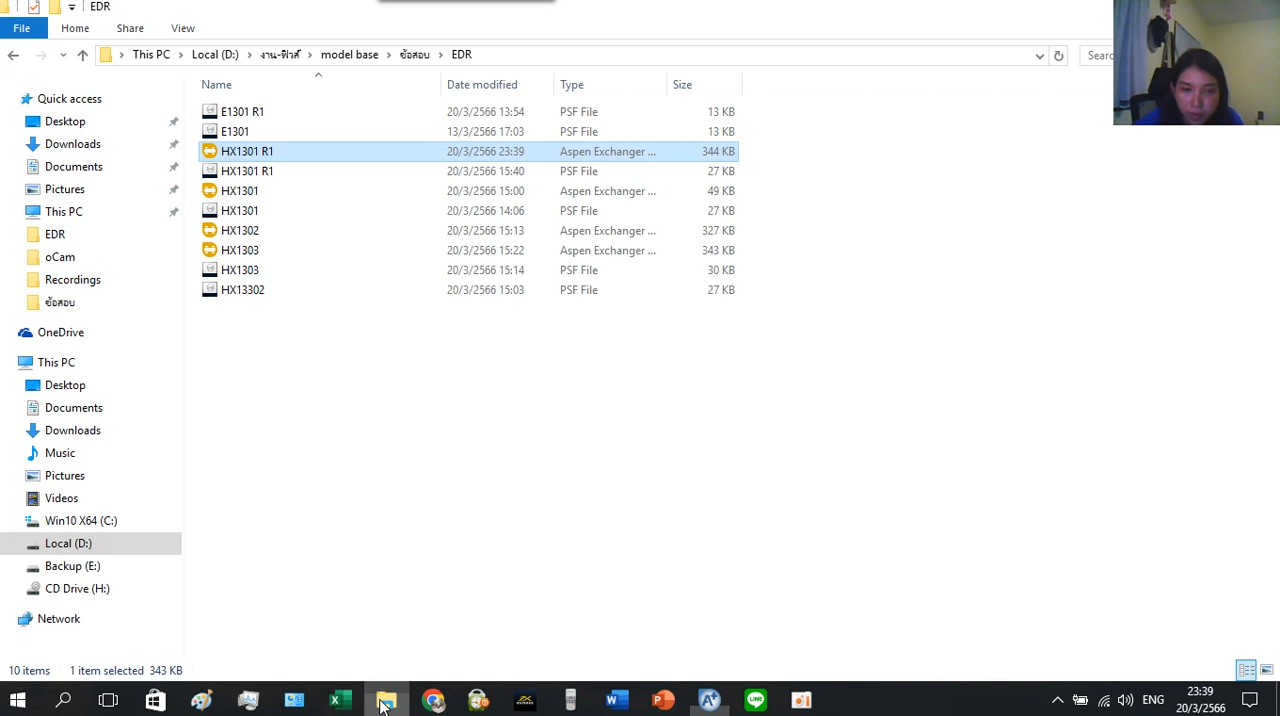 EDR
File Home Share View
This PC Local (D:) งาน-ฟิวส์ model base ข้อสอบ EDR
Searc
Name Date modified Type Size
Quick access
Desktop
Downloads
Documents
Pictures
This PC
EDR
oCam
Recordings
ข้อสอบ
OneDrive
This PC
Desktop
Documents
Downloads
Music
Pictures
Videos
Win10 X64 (C:)
Local (D:)
Backup (E:)
CD Drive (H:)
Network
E1301 R1 20/3/2566 13:54 PSF File 13 KB
E1301 13/3/2566 17:03 PSF File 13 KB
HX1301 R1 20/3/2566 23:39 Aspen Exchanger ... 344 KB
HX1301 R1 20/3/2566 15:40 PSF File 27 KB
HX1301 20/3/2566 15:00 Aspen Exchanger ... 49 KB
HX1301 20/3/2566 14:06 PSF File 27 KB
HX1302 20/3/2566 15:13 Aspen Exchanger ... 327 KB
HX1303 20/3/2566 15:22 Aspen Exchanger ... 343 KB
HX1303 20/3/2566 15:14 PSF File 30 KB
HX13302 20/3/2566 15:03 PSF File 27 KB
10 items 1 item selected 343 KB
ENG
23:39
20/3/2566